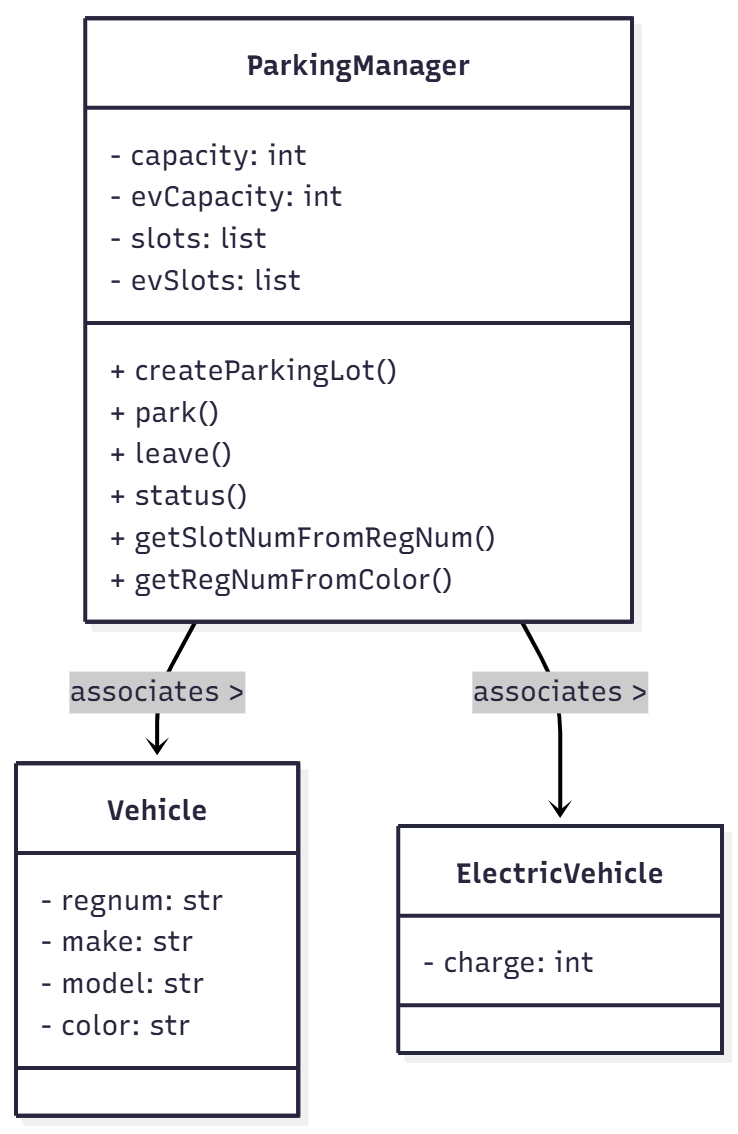 ParkingManager
- capacity: int
- evCapacity: int
- slots: list
- evSlots: list
+ createParkingLot()
+ park()
+ leave()
+ status()
+ getSlotNumFromRegNum()
+ getRegNumFromColor()
associates >
associates >
Vehicle
- regnum: str
- make: str
- model: str
- color: str
ElectricVehicle
- charge: int